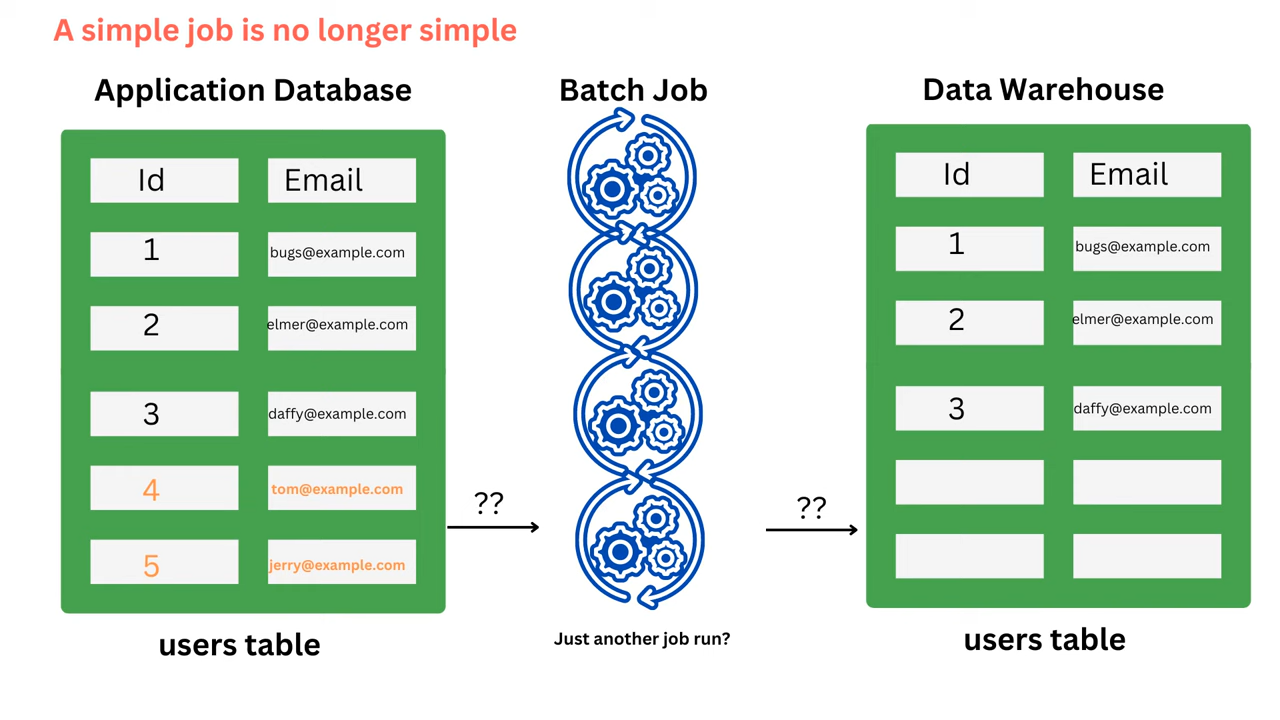 A simple job is no longer simple
Application Database
Batch Job
Data Warehouse
Id Email
1 bugs@example.com
2 elmer@example.com
3 daffy@example.com
4 tom@example.com
5 jerry@example.com
users table
??
??
Just another job run?
Id Email
1 bugs@example.com
2 elmer@example.com
3 daffy@example.com
users table